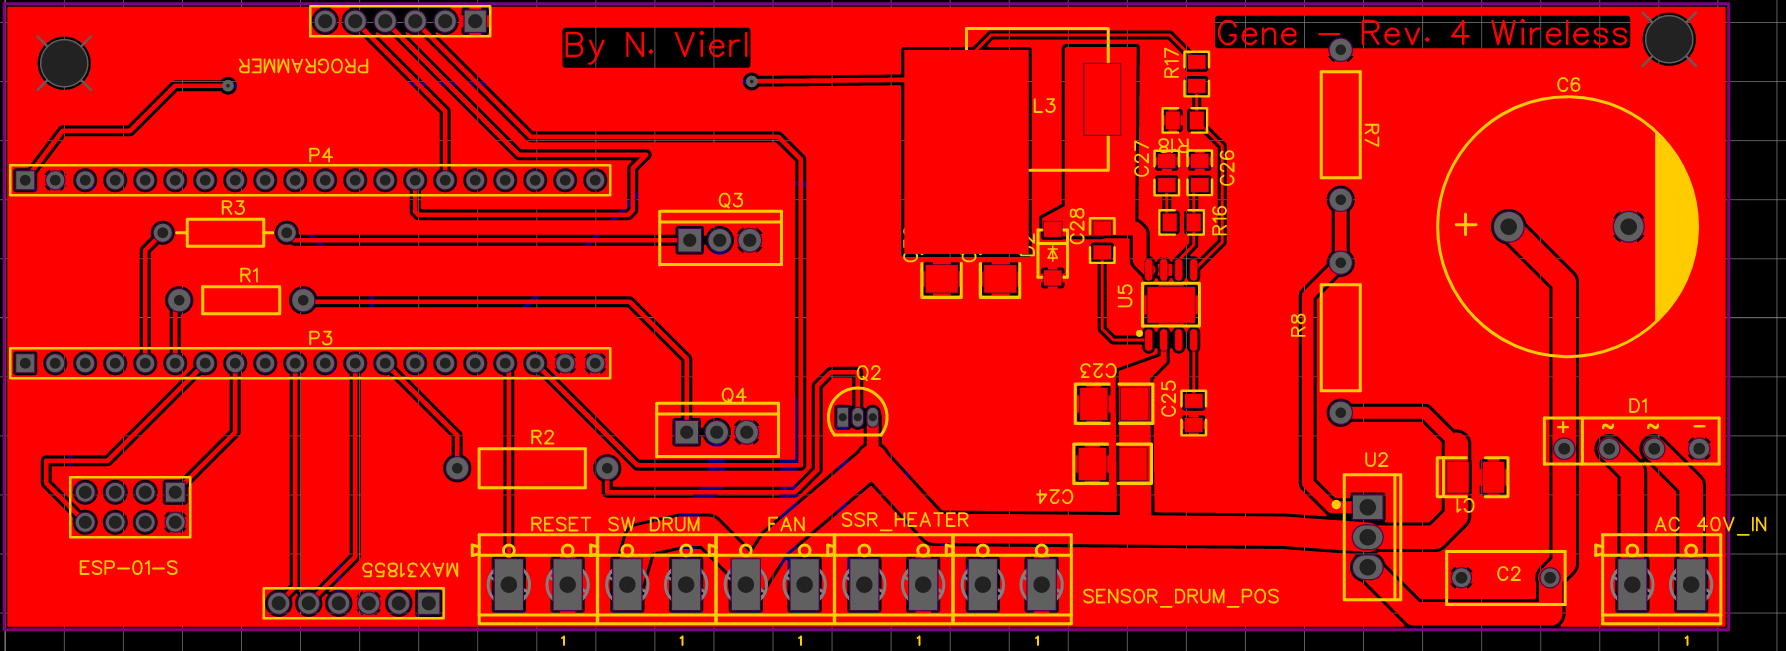 By N. Vierl
Gene - Rev. 4 Wireless
PROGRAMMER
R17
L3
C6
R7
R18
P4
C27
C26
R3
Q3
C28
R16
R1
U5
R8
P3
Q2
C23
Q4
C25
D1
+ ~ ~ -
R2
U2
C24
C1
RESET
SW DRUM
FAN
SSR_HEATER
AC 40V_IN
ESP-01-S
MAX31855
C2
SENSOR_DRUM_POS
1
1
1
1
1
1